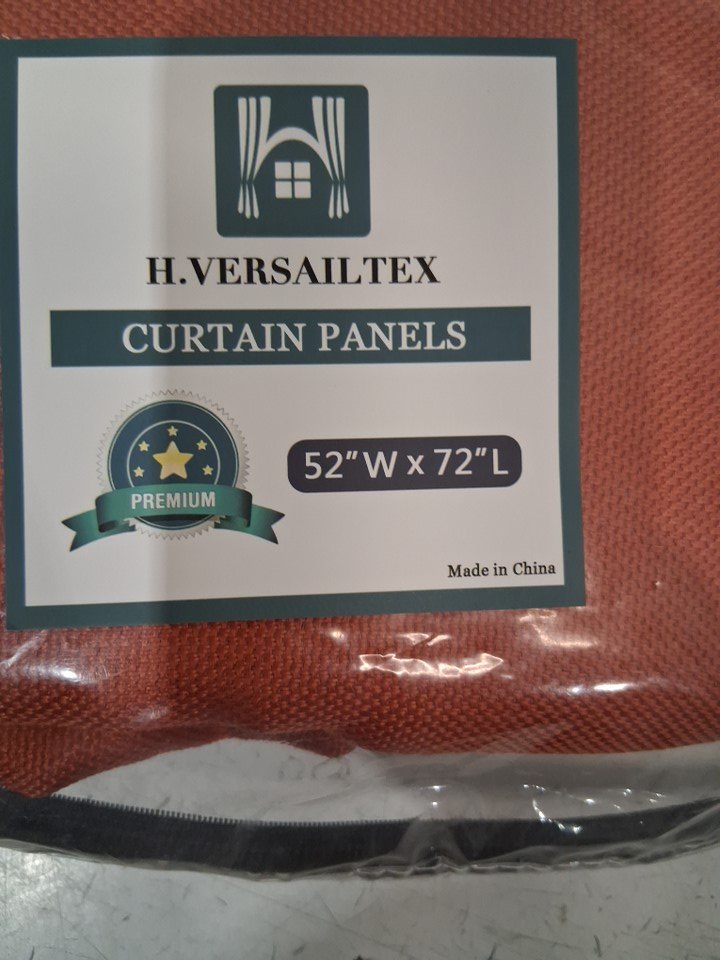 H.VERSAILTEX
CURTAIN PANELS
PREMIUM
52"W x 72"L
Made in China